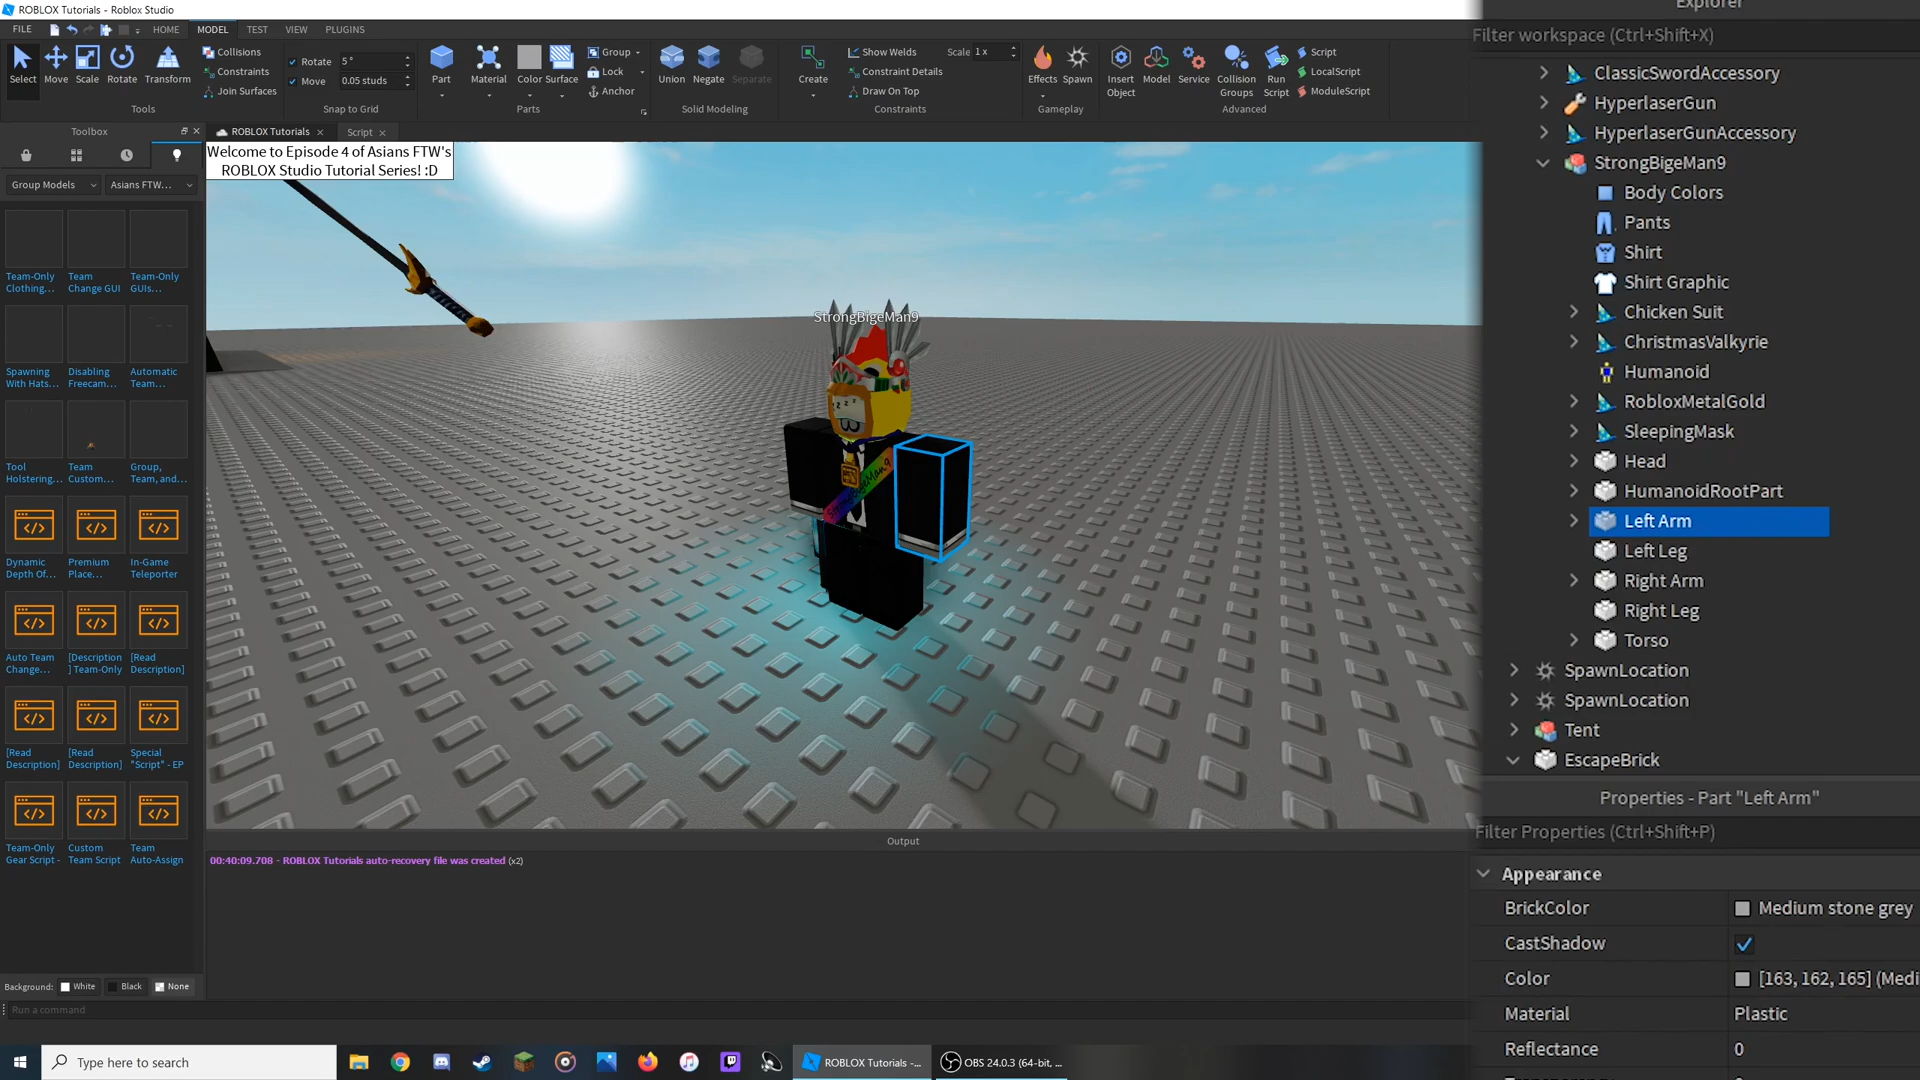 ROBLOX Tutorials - Roblox Studio
FILE HOME MODEL TEST VIEW PLUGINS
Select Move Scale Rotate Transform
Tools
Collisions
Constraints
Join Surfaces
Rotate 5 °
Move 0.05 studs
Snap to Grid
Part Material Color Surface
Group
Lock
Anchor
Parts
Union Negate Separate
Solid Modeling
Create
Show Welds Scale 1 x
Constraint Details
Draw On Top
Constraints
Effects Spawn
Gameplay
Insert Object
Model Service
Collision Groups
Run Script
Script
LocalScript
ModuleScript
Advanced
Toolbox
Group Models Asians FTW...
Team-Only Clothing...
Team Change GUI
Team-Only GUIs...
Spawning With Hats...
Disabling Freecam...
Automatic Team...
Tool Holstering...
Team Custom...
Group, Team, and...
Dynamic Depth Of...
Premium Place...
In-Game Teleporter
Auto Team Change...
[Description] Team-Only
[Read Description]
[Read Description]
[Read Description]
Special "Script" - EP
Team-Only Gear Script -
Custom Team Script
Team Auto-Assign
Background: White Black None
ROBLOX Tutorials Script
Welcome to Episode 4 of Asians FTW's
ROBLOX Studio Tutorial Series! :D
StrongBigeMan9
Output
00:40:09.708 - ROBLOX Tutorials auto-recovery file was created (x2)
Run a command
Explorer
Filter workspace (Ctrl+Shift+X)
ClassicSwordAccessory
HyperlaserGun
HyperlaserGunAccessory
StrongBigeMan9
Body Colors
Pants
Shirt
Shirt Graphic
Chicken Suit
ChristmasValkyrie
Humanoid
RobloxMetalGold
SleepingMask
Head
HumanoidRootPart
Left Arm
Left Leg
Right Arm
Right Leg
Torso
SpawnLocation
SpawnLocation
Tent
EscapeBrick
Properties - Part "Left Arm"
Filter Properties (Ctrl+Shift+P)
Appearance
BrickColor Medium stone grey
CastShadow
Color [163, 162, 165] (Medi
Material Plastic
Reflectance 0
Type here to search
ROBLOX Tutorials -...
OBS 24.0.3 (64-bit, ...